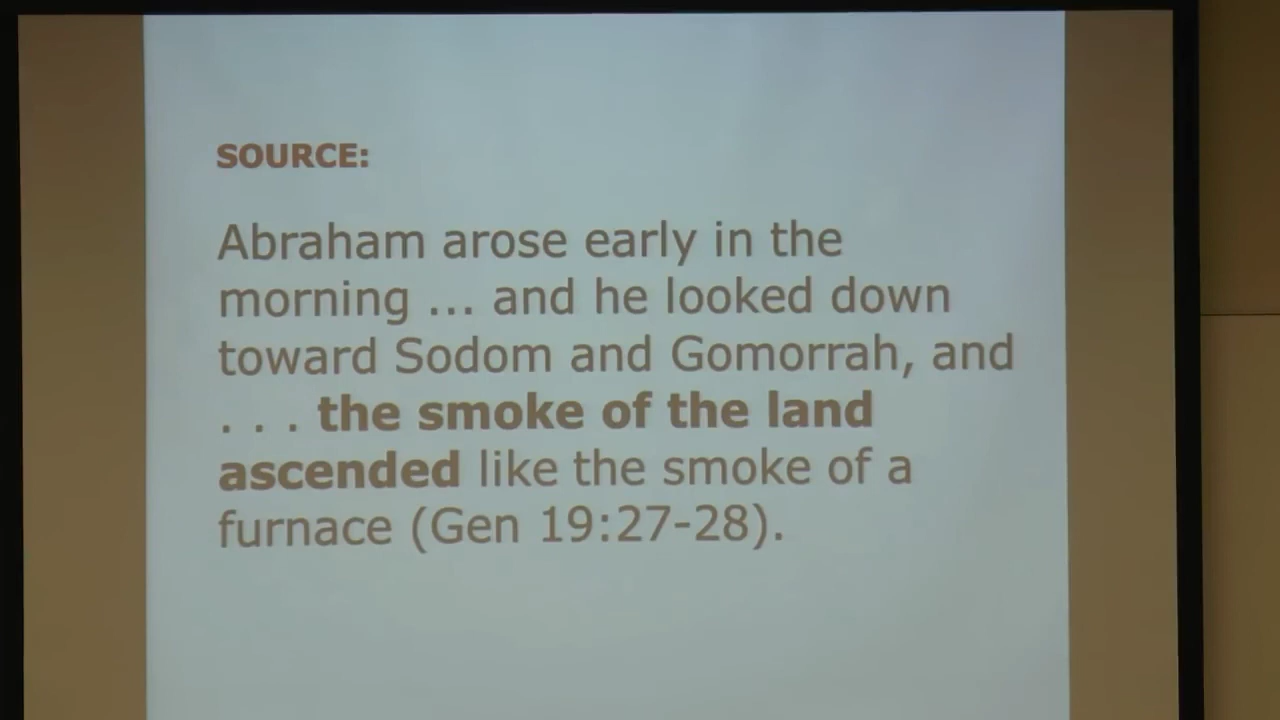 SOURCE:
Abraham arose early in the
morning ... and he looked down
toward Sodom and Gomorrah, and
. . . the smoke of the land
ascended like the smoke of a
furnace (Gen 19:27-28).